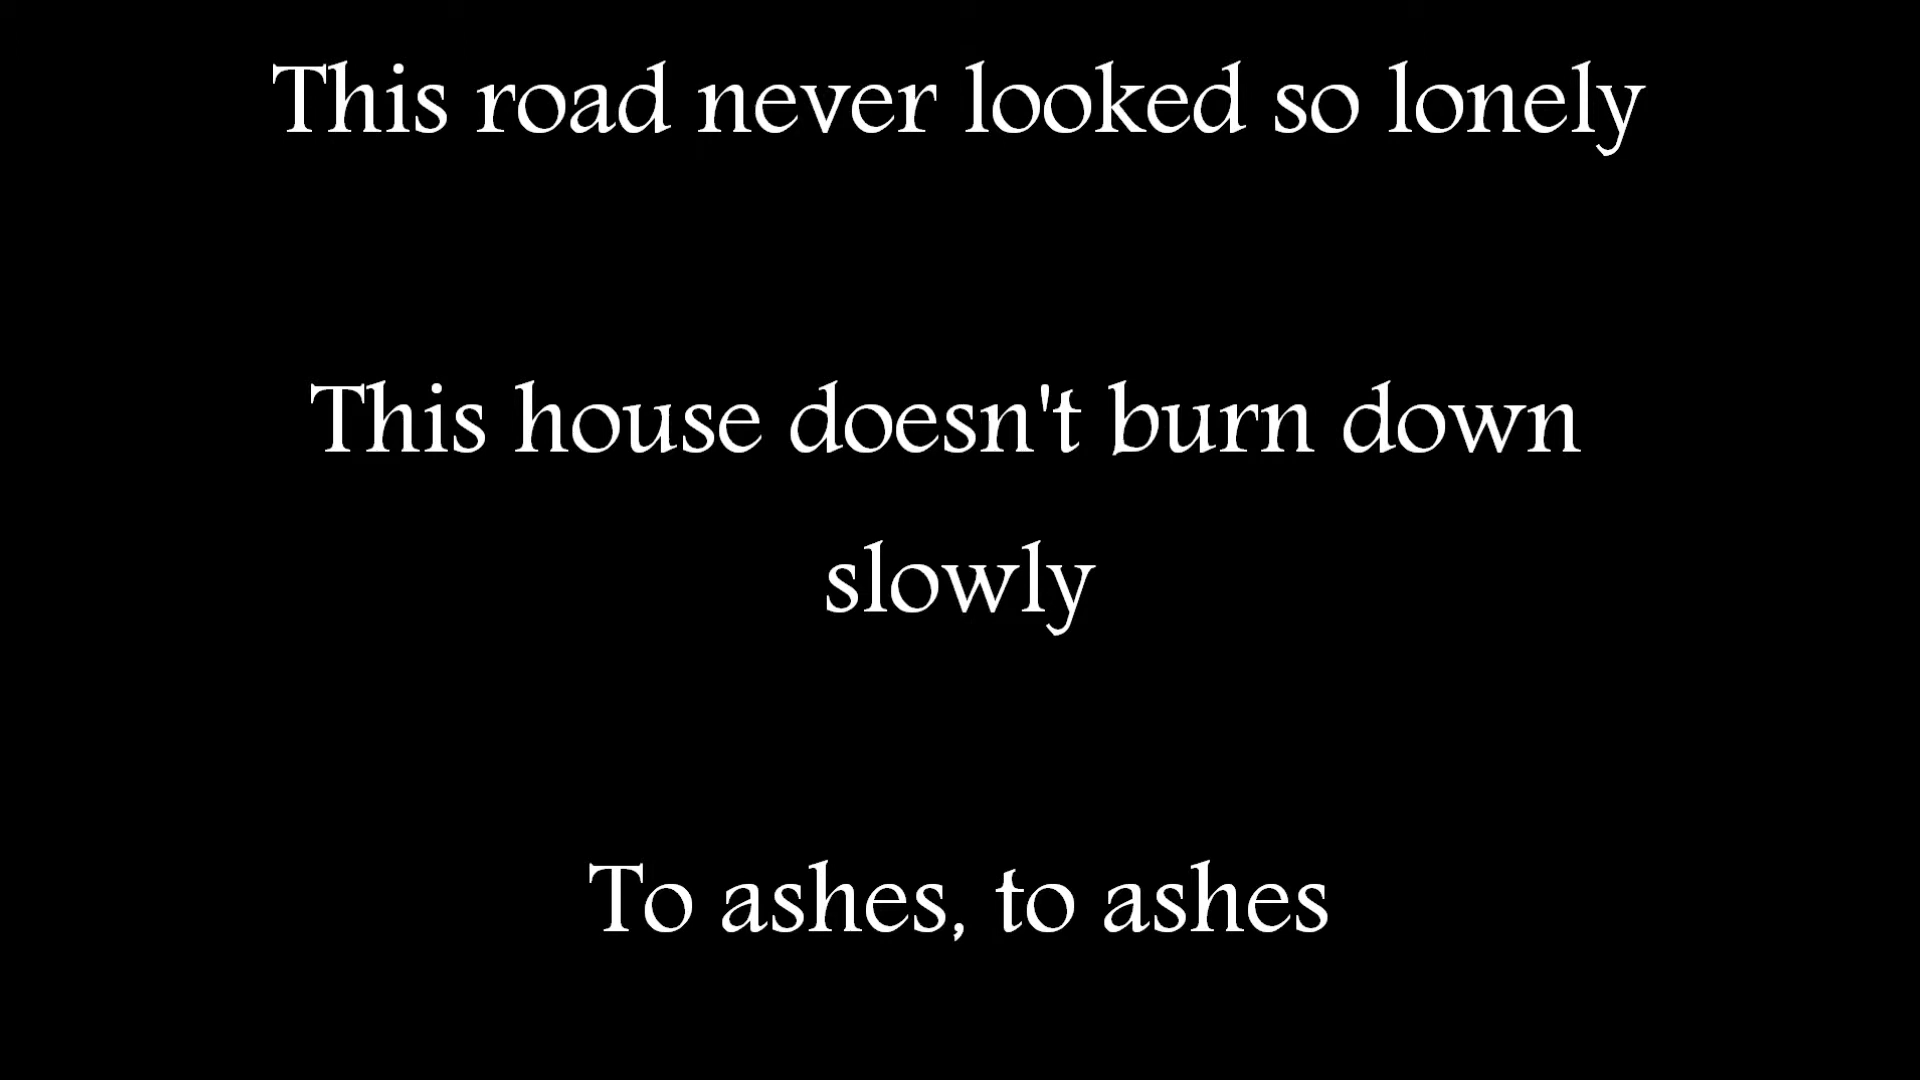 This road never looked so lonely
This house doesn't burn down
slowly
To ashes, to ashes